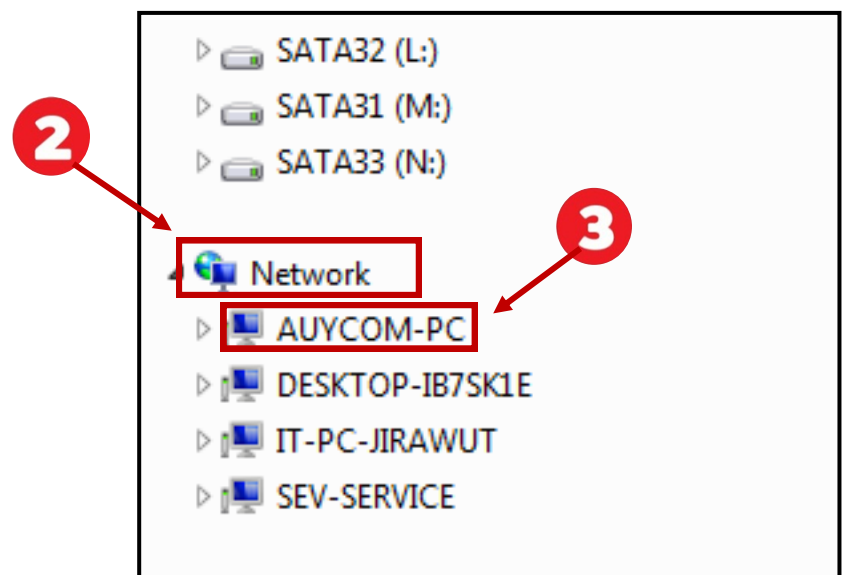 SATA32 (L:)
SATA31 (M:)
2
SATA33 (N:)
3
Network
AUYCOM-PC
DESKTOP-IB7SK1E
IT-PC-JIRAWUT
SEV-SERVICE